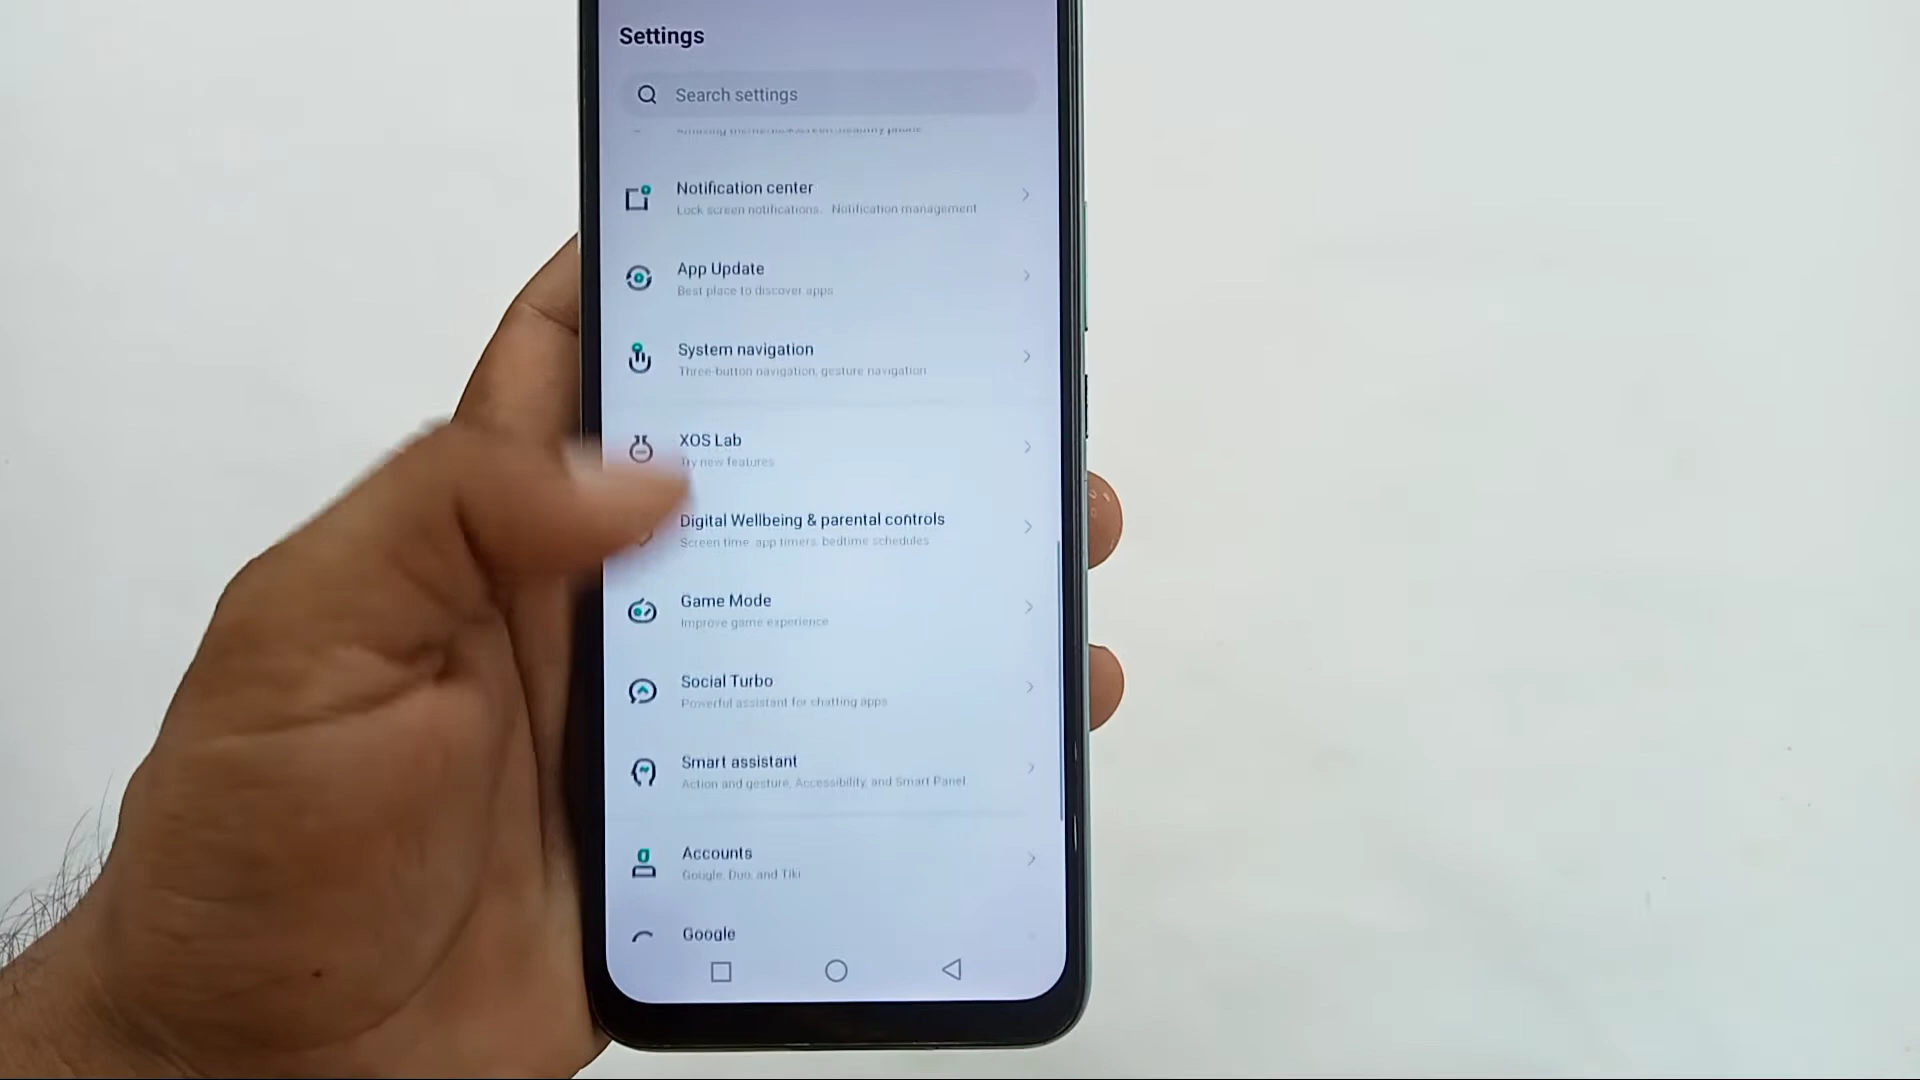 Settings
Search settings
Notification center
Lock screen notifications, Notification management
App Update
Best place to discover apps
System navigation
Three-button navigation, gesture navigation
XOS Lab
Try new features
Digital Wellbeing & parental controls
Screen time, app timers, bedtime schedules
Game Mode
Improve game experience
Social Turbo
Powerful assistant for chatting apps
Smart assistant
Action and gesture, Accessibility, and Smart Panel
Accounts
Google, Duo, and Tiki
Google